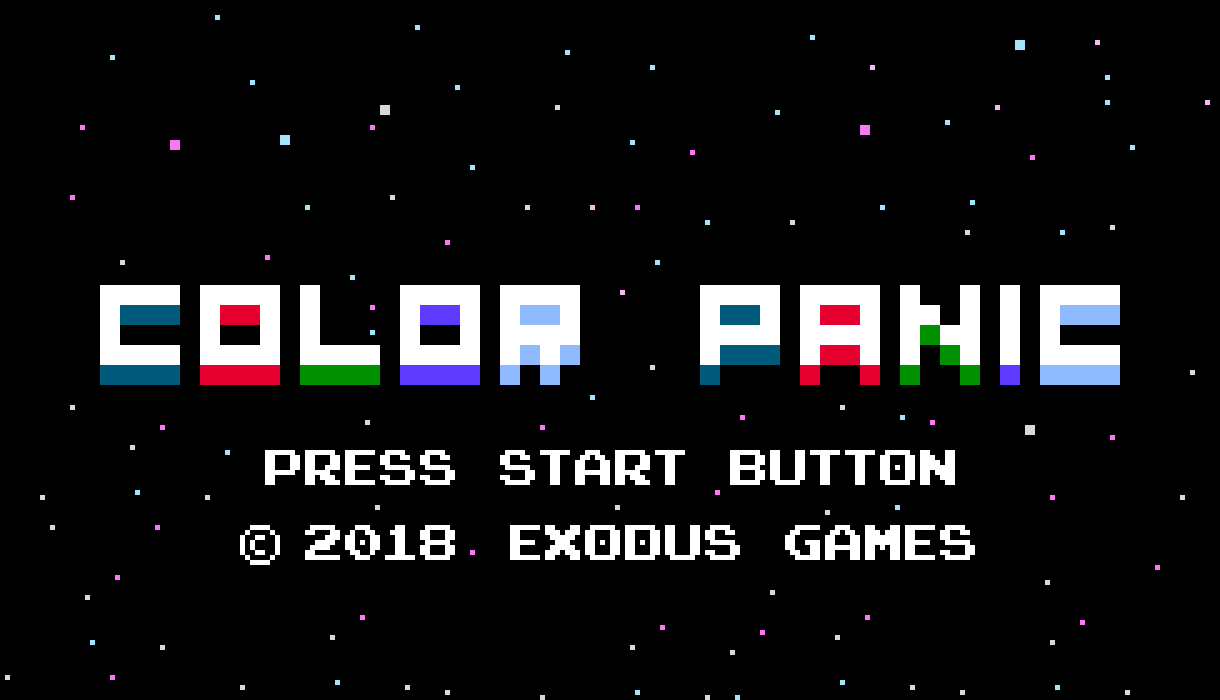 COLOR PANIC
PRESS START BUTTON
© 2018 EXODUS GAMES